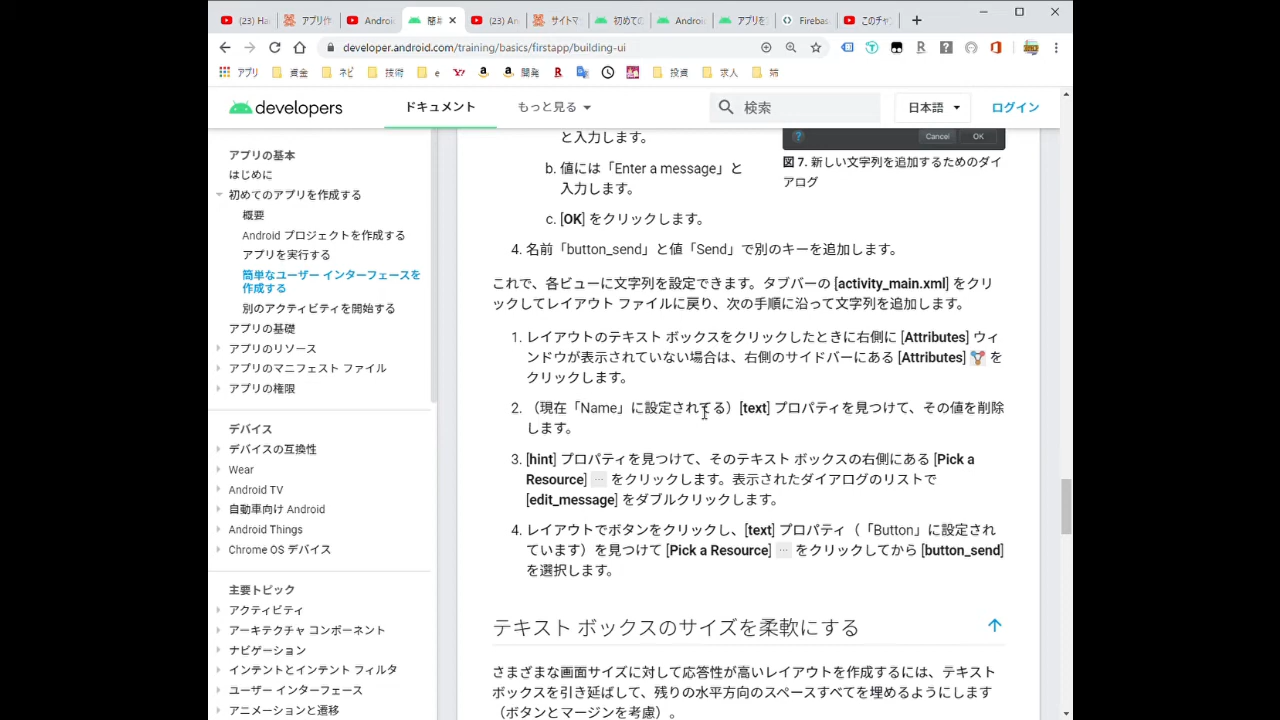 (23) Ha
アプリ作
Androi
簡単
(23) An
サイトマ
初めての
Androi
アプリを
Firebas
このチャン
developer.android.com/training/basics/firstapp/building-ui
アプリ 資金 ネピ 技術 e 開発 投資 求人 姉
developers ドキュメント もっと見る 検索 日本語 ログイン
アプリの基本
はじめに
初めてのアプリを作成する
概要
Android プロジェクトを作成する
アプリを実行する
簡単なユーザー インターフェースを
作成する
別のアクティビティを開始する
アプリの基礎
アプリのリソース
アプリのマニフェスト ファイル
アプリの権限
デバイス
デバイスの互換性
Wear
Android TV
自動車向け Android
Android Things
Chrome OS デバイス
主要トピック
アクティビティ
アーキテクチャ コンポーネント
ナビゲーション
インテントとインテント フィルタ
ユーザー インターフェース
アニメーションと遷移
と入力します。
Cancel OK
図 7. 新しい文字列を追加するためのダイ
アログ
b. 値には「Enter a message」と
入力します。
c. [OK] をクリックします。
4. 名前「button_send」と値「Send」で別のキーを追加します。
これで、各ビューに文字列を設定できます。タブバーの [activity_main.xml] をクリ
ックしてレイアウト ファイルに戻り、次の手順に沿って文字列を追加します。
1. レイアウトのテキスト ボックスをクリックしたときに右側に [Attributes] ウィ
ンドウが表示されていない場合は、右側のサイドバーにある [Attributes] を
クリックします。
2. （現在「Name」に設定されてる）[text] プロパティを見つけて、その値を削除
します。
3. [hint] プロパティを見つけて、そのテキスト ボックスの右側にある [Pick a
Resource] ... をクリックします。表示されたダイアログのリストで
[edit_message] をダブルクリックします。
4. レイアウトでボタンをクリックし、[text] プロパティ（「Button」に設定され
ています）を見つけて [Pick a Resource] ... をクリックしてから [button_send]
を選択します。
テキスト ボックスのサイズを柔軟にする
さまざまな画面サイズに対して応答性が高いレイアウトを作成するには、テキスト
ボックスを引き延ばして、残りの水平方向のスペースすべてを埋めるようにします
（ボタンとマージンを考慮）。